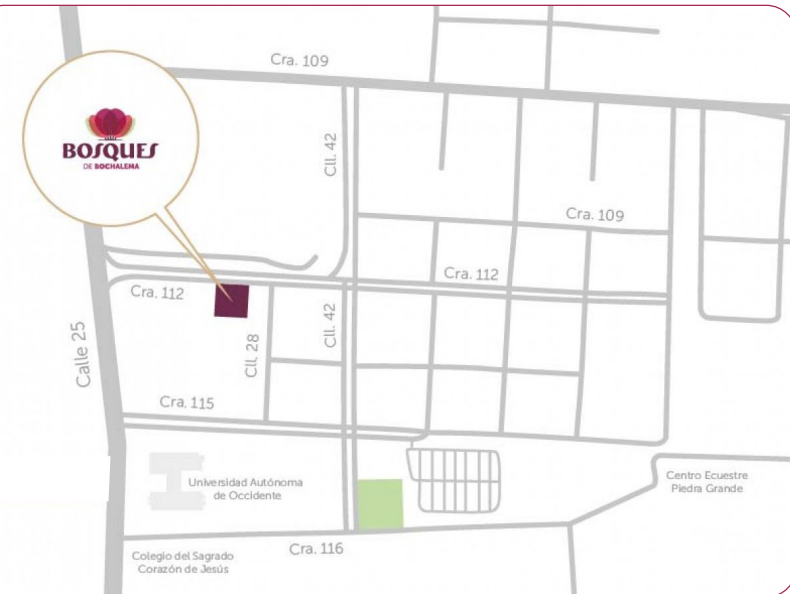 Cra. 109
BOSQUES
DE BOCHALEMA
Cll. 42
Cra. 109
Cra. 112
Cra. 112
Calle 25
Cll. 28
Cll. 42
Cra. 115
Universidad Autónoma
de Occidente
Centro Ecuestre
Piedra Grande
Cra. 116
Colegio del Sagrado
Corazón de Jesús